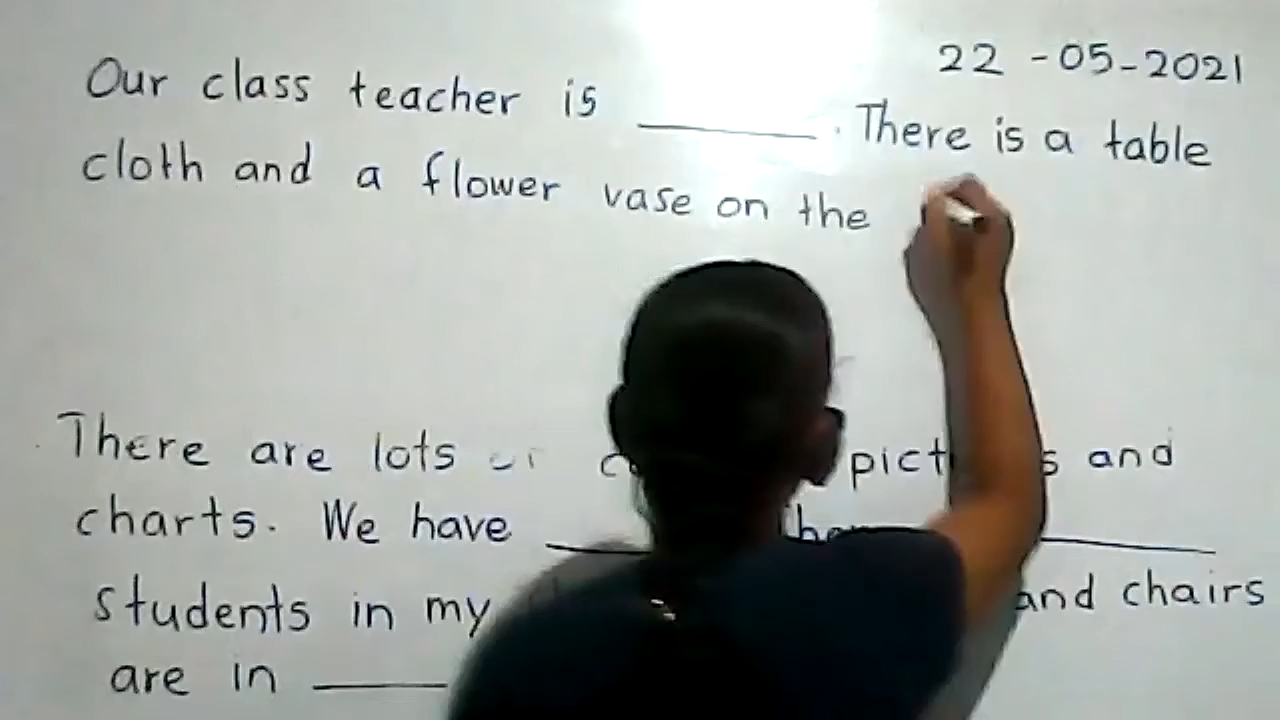 22 -05-2021
Our class teacher is ______. There is a table
cloth and a flower vase on the
There are lots and
charts. We have ______
students in my and chairs
are in ______